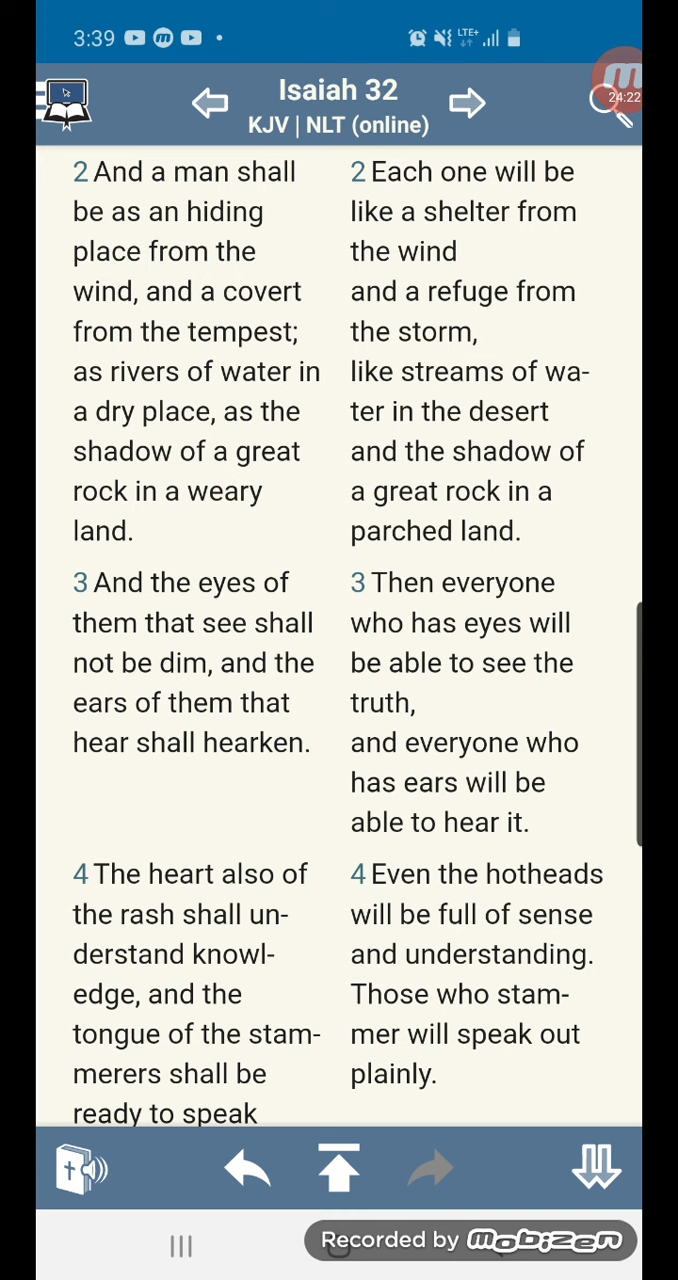 3:39
LTE+
24:22
Isaiah 32
KJV | NLT (online)
2 And a man shall
be as an hiding
place from the
wind, and a covert
from the tempest;
as rivers of water in
a dry place, as the
shadow of a great
rock in a weary
land.
2 Each one will be
like a shelter from
the wind
and a refuge from
the storm,
like streams of wa-
ter in the desert
and the shadow of
a great rock in a
parched land.
3 And the eyes of
them that see shall
not be dim, and the
ears of them that
hear shall hearken.
3 Then everyone
who has eyes will
be able to see the
truth,
and everyone who
has ears will be
able to hear it.
4 The heart also of
the rash shall un-
derstand knowl-
edge, and the
tongue of the stam-
merers shall be
ready to speak
4 Even the hotheads
will be full of sense
and understanding.
Those who stam-
mer will speak out
plainly.
Recorded by mobizen